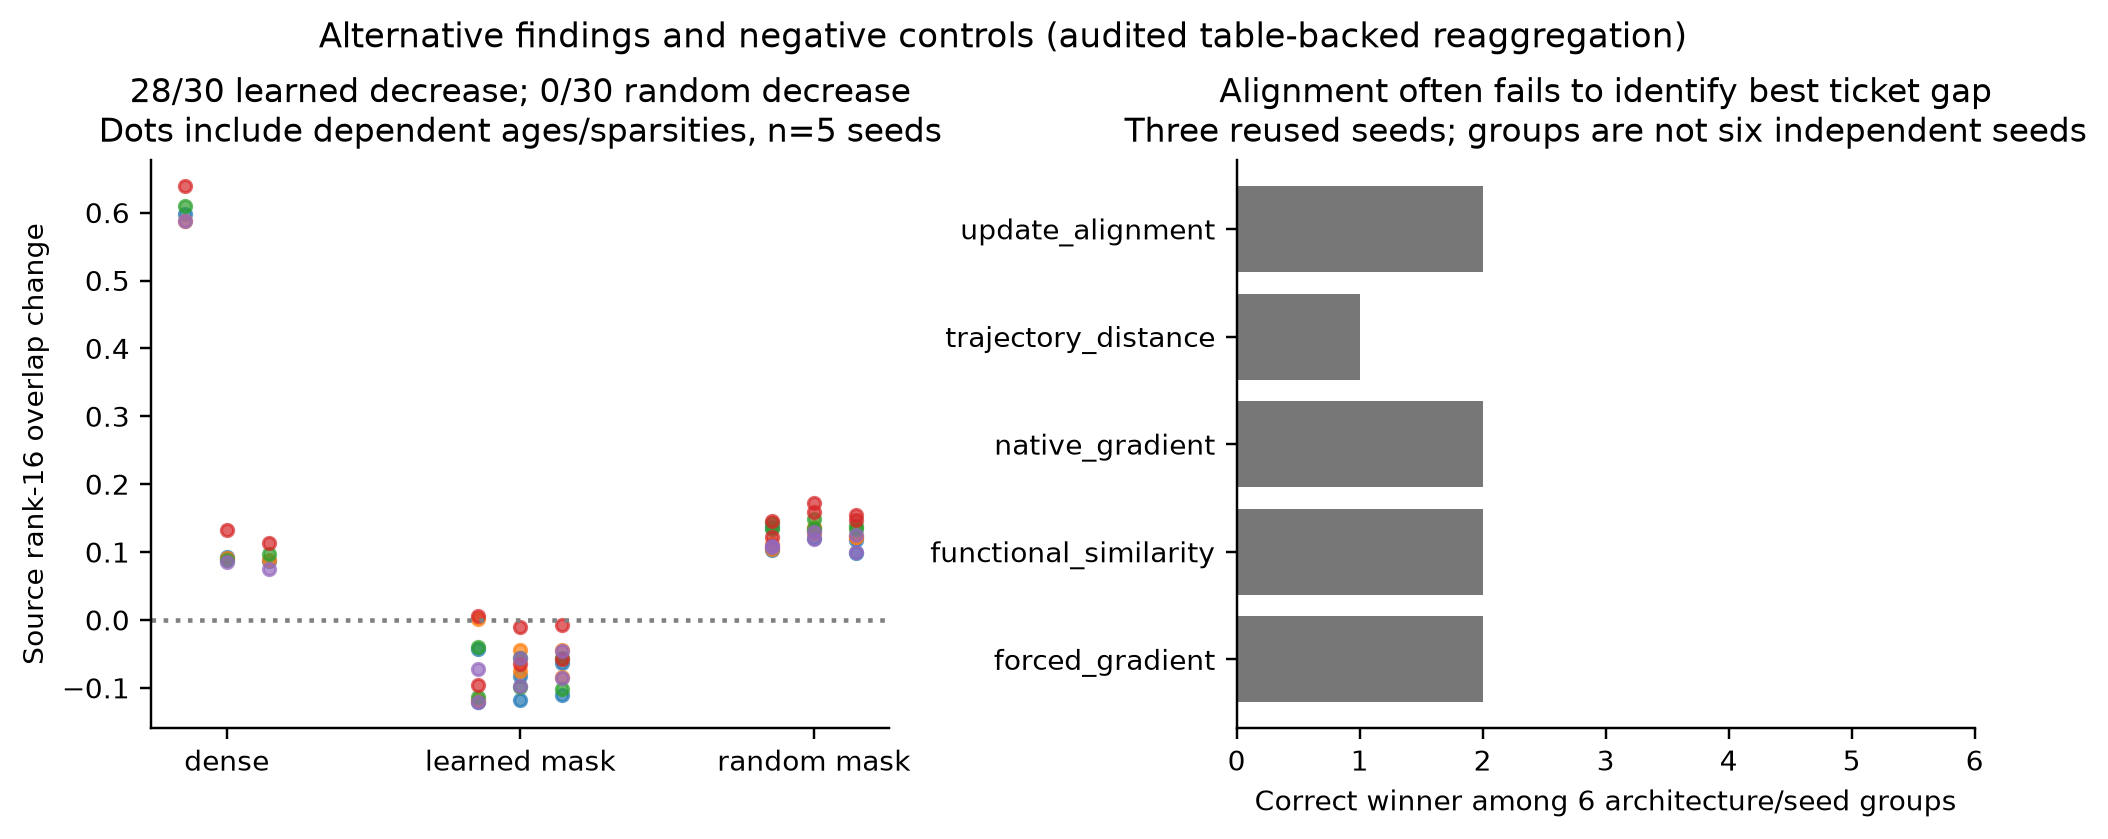 Alternative findings and negative controls (audited table-backed reaggregation)
28/30 learned decrease; 0/30 random decrease
Dots include dependent ages/sparsities, n=5 seeds
Source rank-16 overlap change
0.6
0.5
0.4
0.3
0.2
0.1
0.0
−0.1
dense
learned mask
random mask
Alignment often fails to identify best ticket gap
Three reused seeds; groups are not six independent seeds
update_alignment
trajectory_distance
native_gradient
functional_similarity
forced_gradient
0
1
2
3
4
5
6
Correct winner among 6 architecture/seed groups